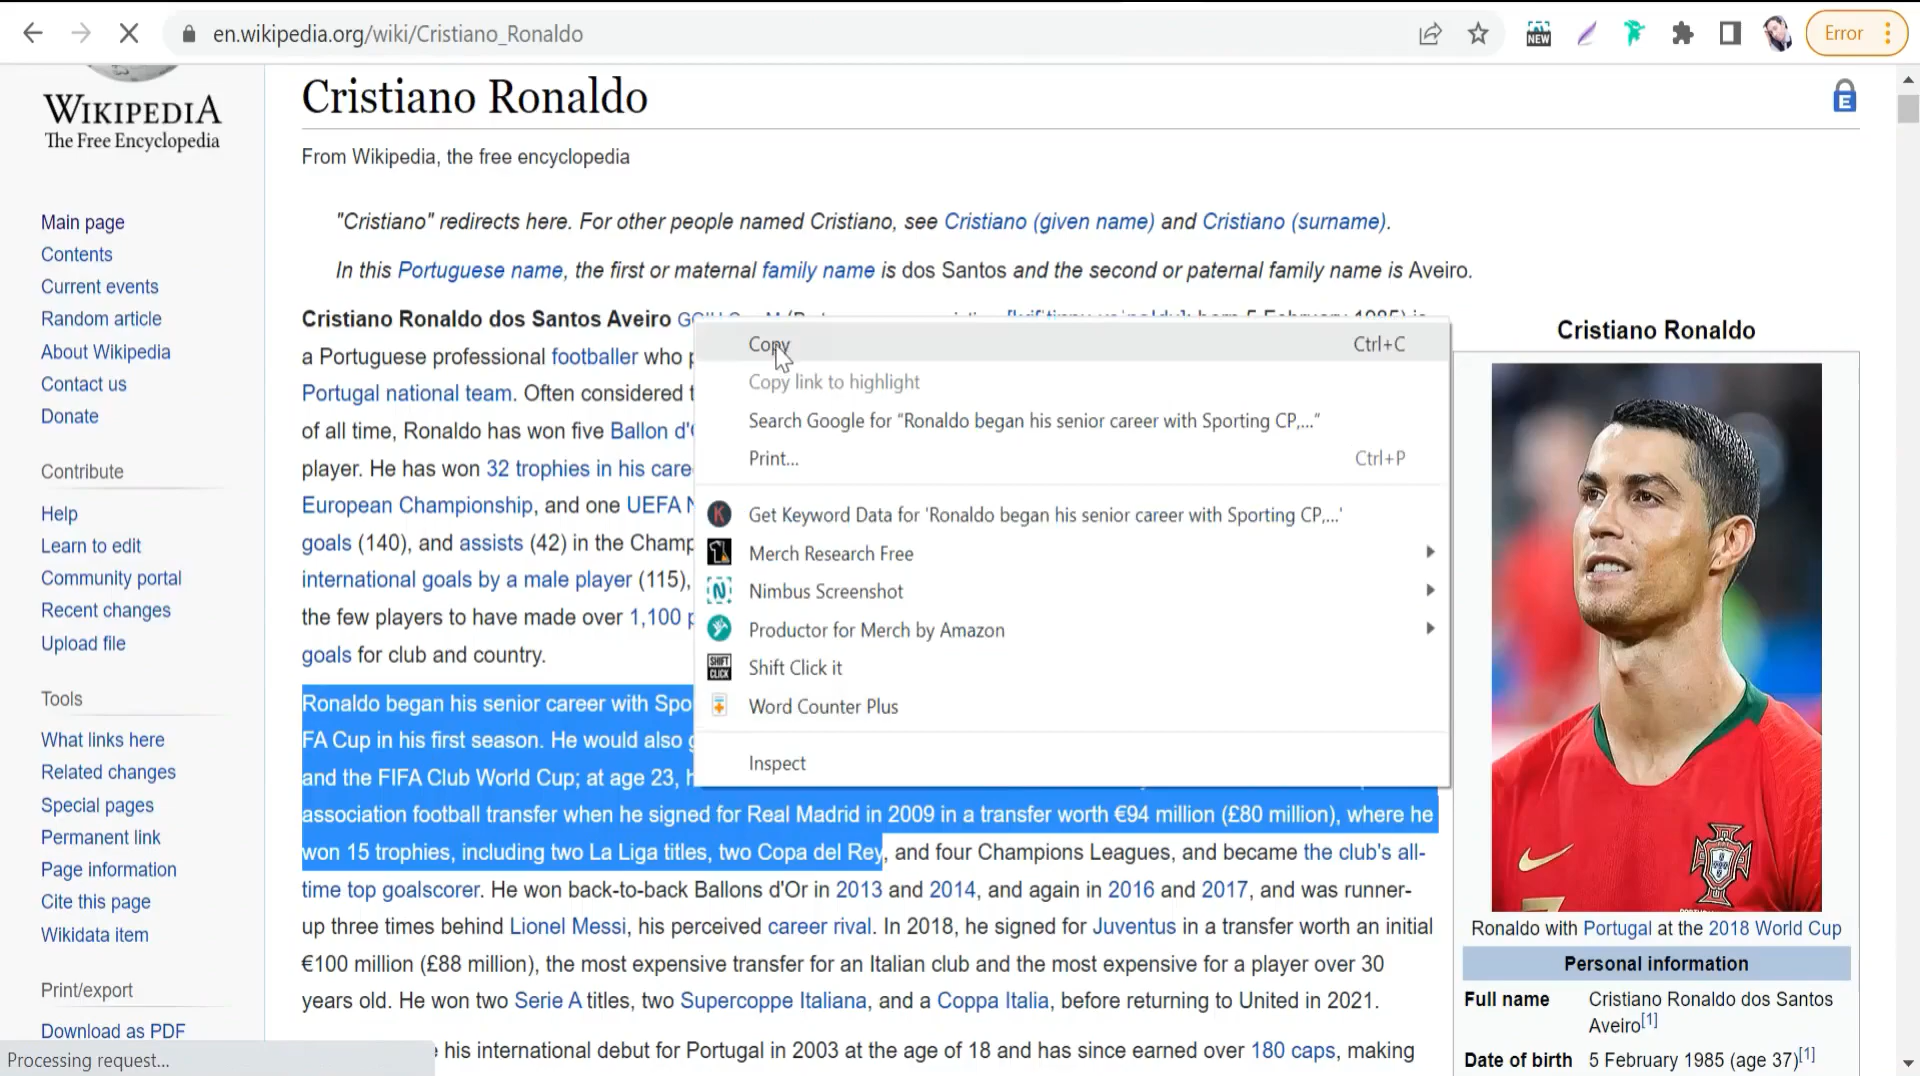 en.wikipedia.org/wiki/Cristiano_Ronaldo
NEW
Error
WIKIPEDIA
The Free Encyclopedia
Main page
Contents
Current events
Random article
About Wikipedia
Contact us
Donate
Contribute
Help
Learn to edit
Community portal
Recent changes
Upload file
Tools
What links here
Related changes
Special pages
Permanent link
Page information
Cite this page
Wikidata item
Print/export
Download as PDF
Processing request...
Cristiano Ronaldo
E
From Wikipedia, the free encyclopedia
"Cristiano" redirects here. For other people named Cristiano, see Cristiano (given name) and Cristiano (surname).
In this Portuguese name, the first or maternal family name is dos Santos and the second or paternal family name is Aveiro.
Cristiano Ronaldo dos Santos Aveiro born 5 February 1985) is
a Portuguese professional footballer who
Portugal national team. Often considered
of all time, Ronaldo has won five Ballon
player. He has won 32 trophies in his
European Championship, and one UEFA
goals (140), and assists (42) in the
international goals by a male player (115),
the few players to have made over 1,100
goals for club and country.
Ronaldo began his senior career with
FA Cup in his first season. He would also
and the FIFA Club World Cup; at age 23,
association football transfer when he signed for Real Madrid in 2009 in a transfer worth €94 million (£80 million), where he
won 15 trophies, including two La Liga titles, two Copa del Rey, and four Champions Leagues, and became the club's all-
time top goalscorer. He won back-to-back Ballons d'Or in 2013 and 2014, and again in 2016 and 2017, and was runner-
up three times behind Lionel Messi, his perceived career rival. In 2018, he signed for Juventus in a transfer worth an initial
€100 million (£88 million), the most expensive transfer for an Italian club and the most expensive for a player over 30
years old. He won two Serie A titles, two Supercoppe Italiana, and a Coppa Italia, before returning to United in 2021.
his international debut for Portugal in 2003 at the age of 18 and has since earned over 180 caps, making
Copy Ctrl+C
Copy link to highlight
Search Google for “Ronaldo began his senior career with Sporting CP,...”
Print... Ctrl+P
K Get Keyword Data for 'Ronaldo began his senior career with Sporting CP,...'
Merch Research Free
N Nimbus Screenshot
Productor for Merch by Amazon
SHIFT CLICK Shift Click it
Word Counter Plus
Inspect
Cristiano Ronaldo
Ronaldo with Portugal at the 2018 World Cup
Personal information
Full name Cristiano Ronaldo dos Santos
Aveiro[1]
Date of birth 5 February 1985 (age 37)[1]